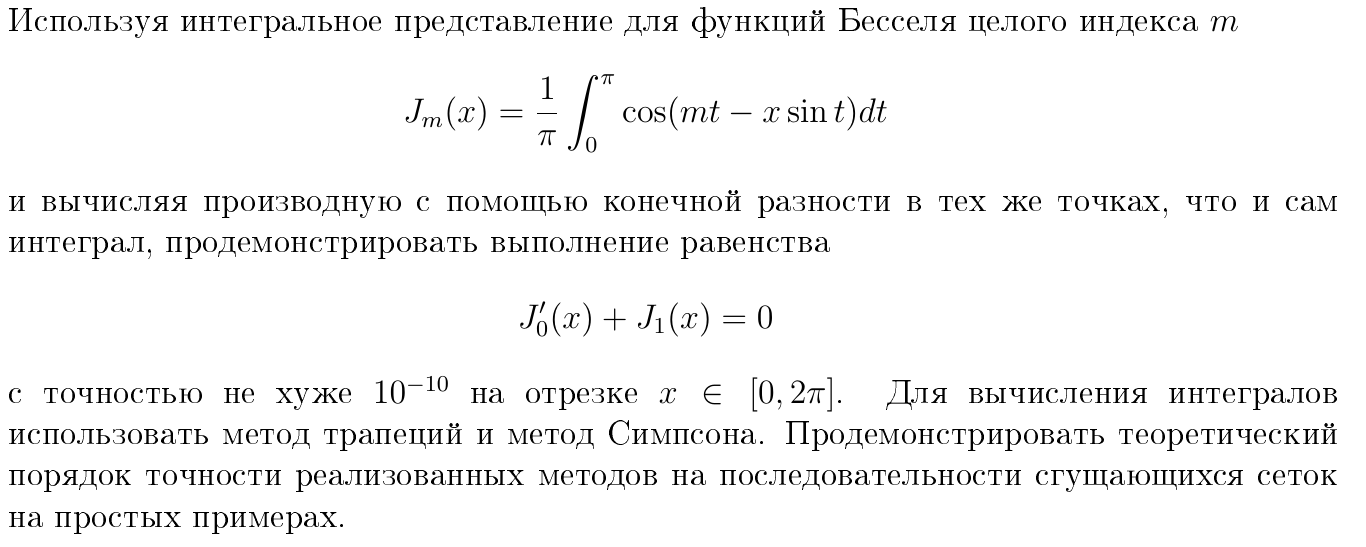 Используя интегральное представление для функций Бесселя целого индекса m
J_m(x) = \frac{1}{\pi} \int_0^\pi \cos(mt - x \sin t)dt
и вычисляя производную с помощью конечной разности в тех же точках, что и сам
интеграл, продемонстрировать выполнение равенства
J_0'(x) + J_1(x) = 0
с точностью не хуже 10^{-10} на отрезке x ∈ [0, 2π]. Для вычисления интегралов
использовать метод трапеций и метод Симпсона. Продемонстрировать теоретический
порядок точности реализованных методов на последовательности сгущающихся сеток
на простых примерах.